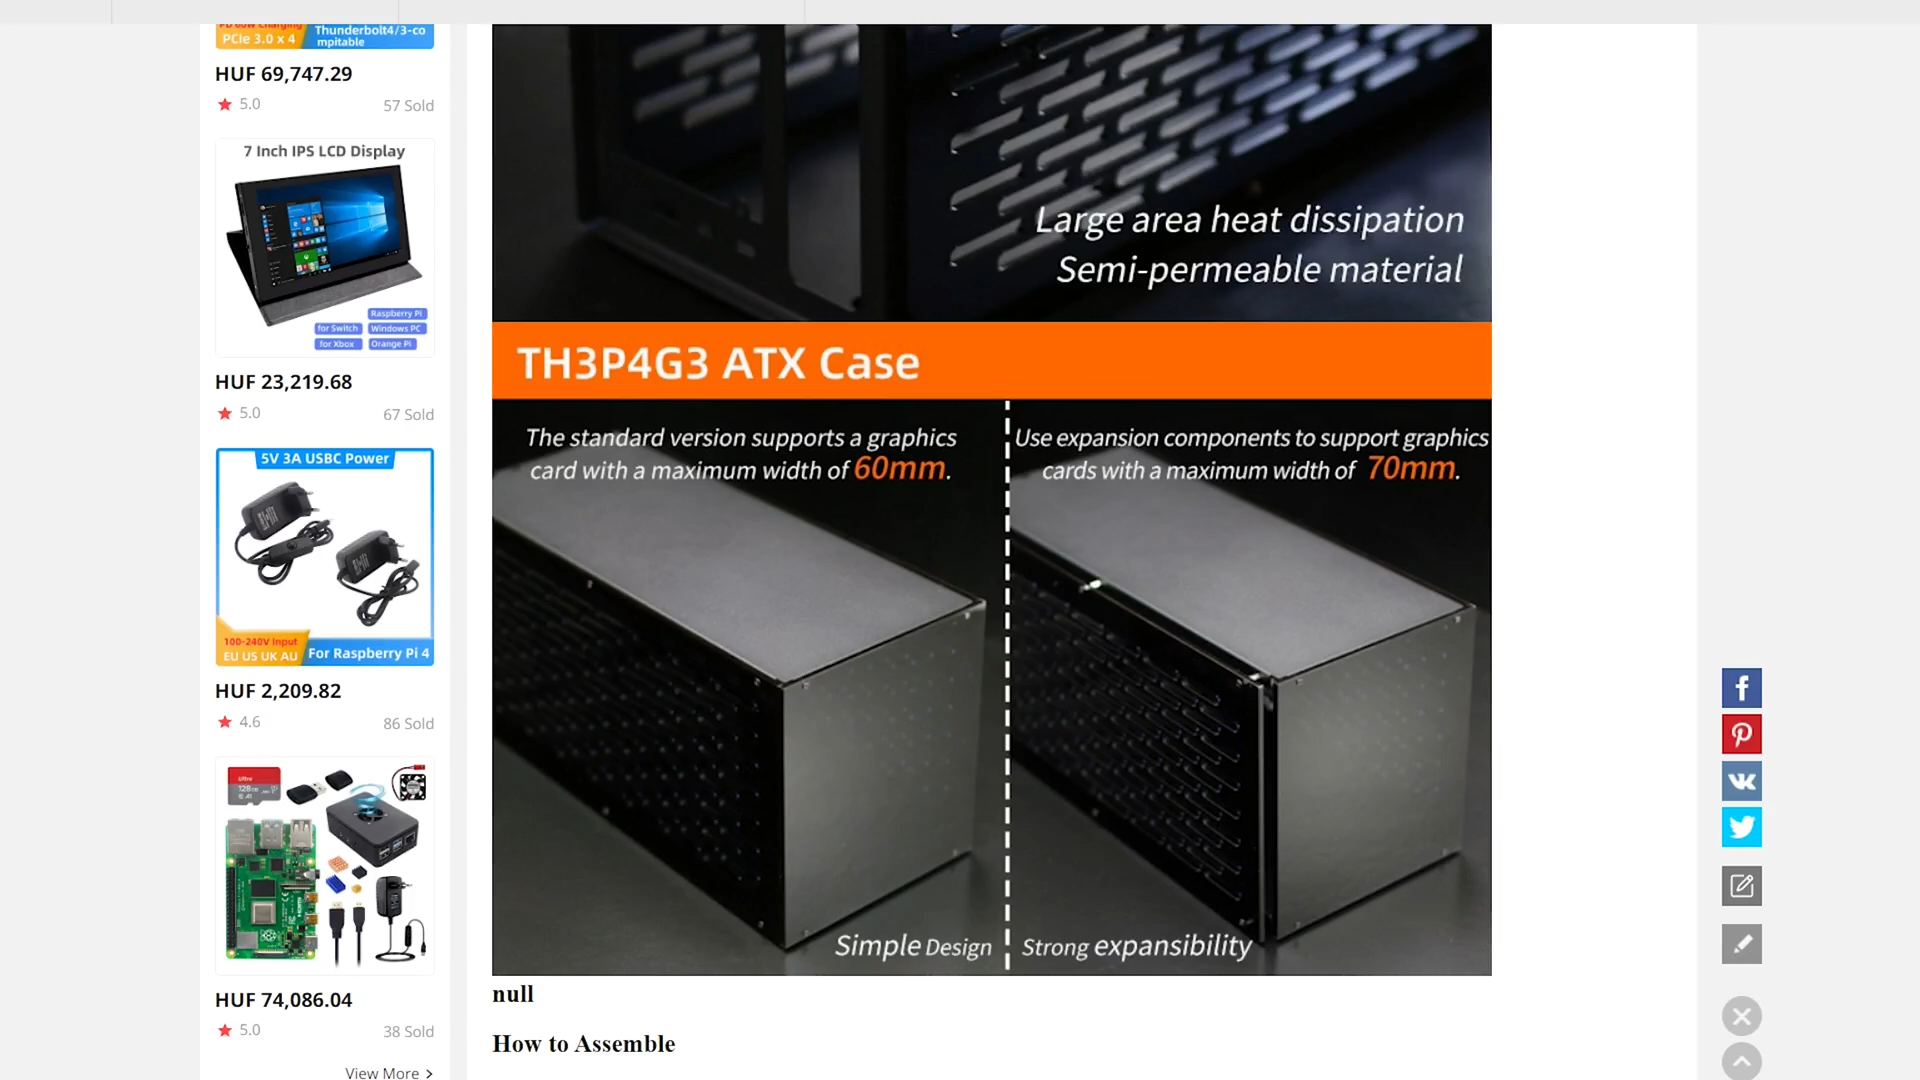 PD 60W Charging
PCIe 3.0 x 4
Thunderbolt4/3-co
mpitable
HUF 69,747.29
5.0
57 Sold
7 Inch IPS LCD Display
Raspberry Pi
for Switch
Windows PC
for Xbox
Orange Pi
HUF 23,219.68
5.0
67 Sold
5V 3A USBC Power
100-240V Input
EU US UK AU
For Raspberry Pi 4
HUF 2,209.82
4.6
86 Sold
Ultra
128
HUF 74,086.04
5.0
38 Sold
View More >
Large area heat dissipation
Semi-permeable material
TH3P4G3 ATX Case
The standard version supports a graphics
card with a maximum width of 60mm.
Use expansion components to support graphics
cards with a maximum width of 70mm.
Simple Design
Strong expansibility
null
How to Assemble